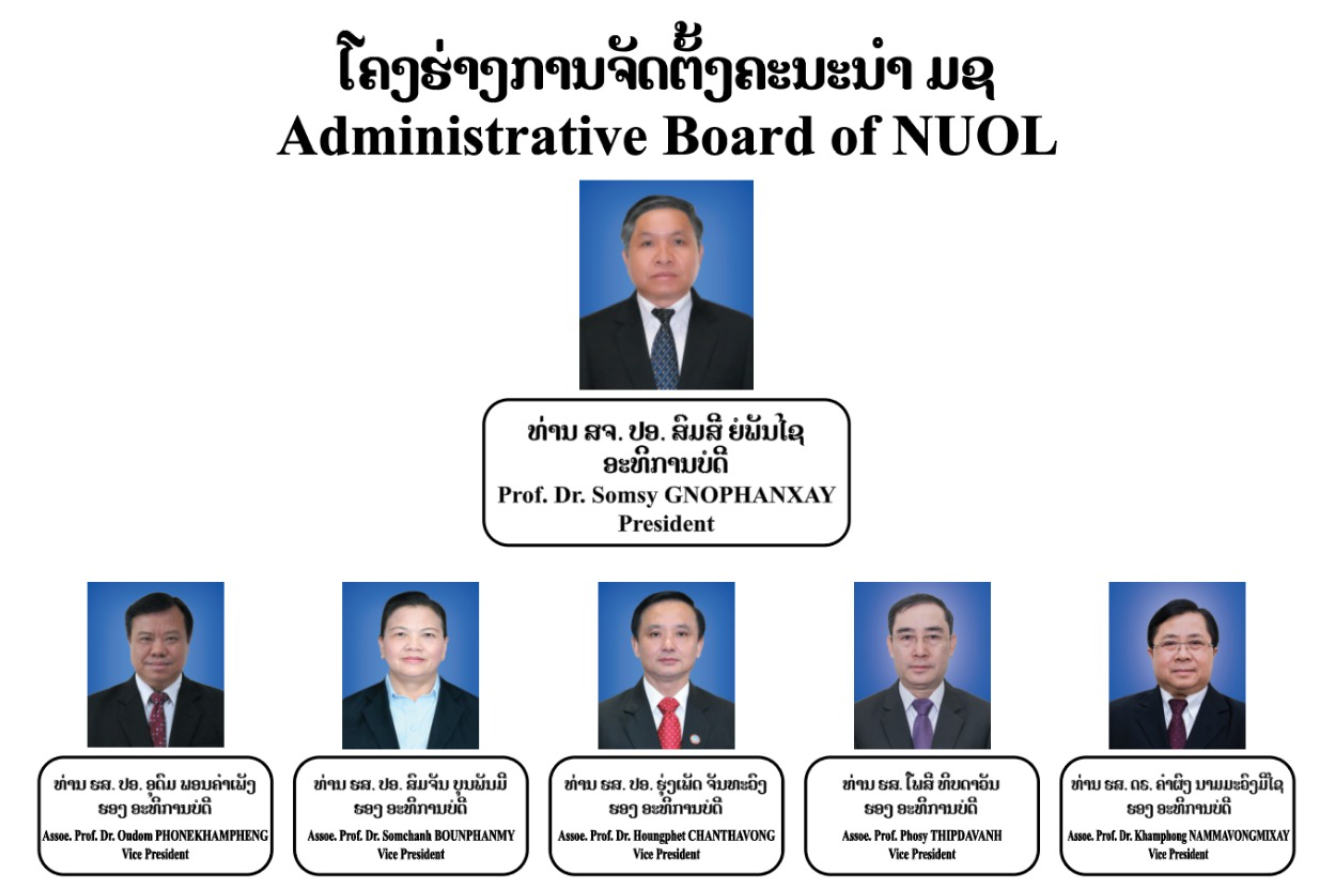 ໂຄງຮ່າງການຈັດຕັ້ງຄະນະນໍາ ມຊ
Administrative Board of NUOL
ທ່ານ ສຈ. ປອ. ສົມສີ ຍໍພັນໄຊ
ອະທິການບໍດີ
Prof. Dr. Somsy GNOPHANXAY
President
ທ່ານ ຮສ. ປອ. ອຸດົມ ພອນຄໍາເພັງ
ຮອງ ອະທິການບໍດີ
Assoe. Prof. Dr. Oudom PHONEKHAMPHENG
Vice President
ທ່ານ ຮສ. ປອ. ສົມຈັນ ບຸນພັນມີ
ຮອງ ອະທິການບໍດີ
Assoe. Prof. Dr. Somchanh BOUNPHANMY
Vice President
ທ່ານ ຮສ. ປອ. ຮຸ່ງເພັດ ຈັນທະວົງ
ຮອງ ອະທິການບໍດີ
Assoe. Prof. Dr. Houngphet CHANTHAVONG
Vice President
ທ່ານ ຮສ. ໂພສີ ທິບດາວັນ
ຮອງ ອະທິການບໍດີ
Assoe. Prof. Phosy THIPDAVANH
Vice President
ທ່ານ ຮສ. ດຣ. ຄໍາຜົງ ນາມມະວົງມີໄຊ
ຮອງ ອະທິການບໍດີ
Assoe. Prof. Dr. Khamphong NAMMAVONGMIXAY
Vice President